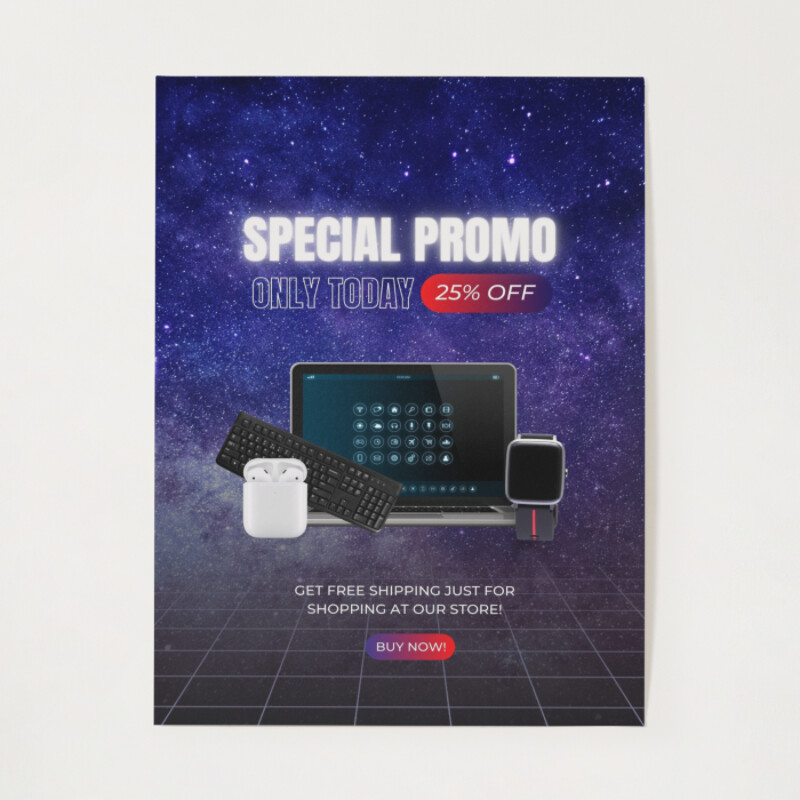 SPECIAL PROMO
ONLY TODAY 25% OFF
GET FREE SHIPPING JUST FOR
SHOPPING AT OUR STORE!
BUY NOW!